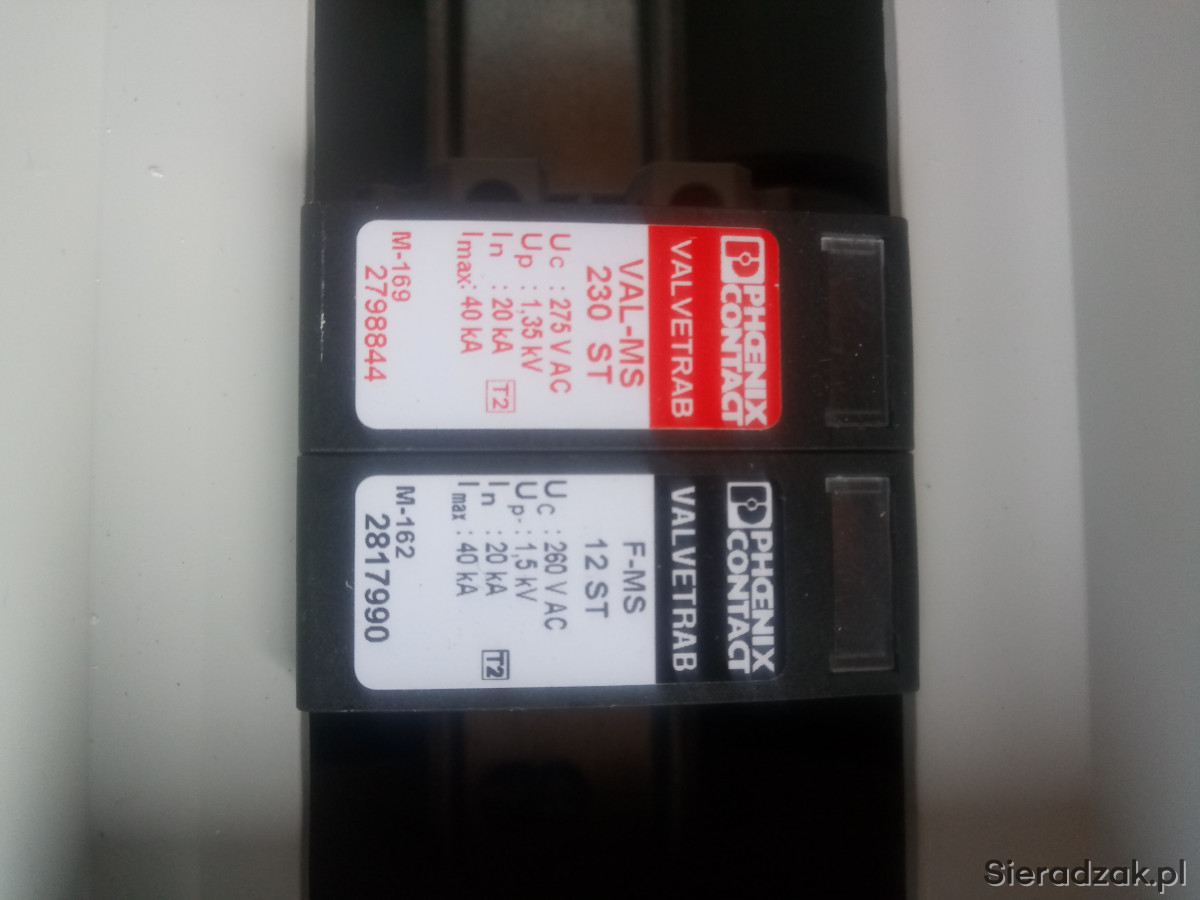 PHŒNIX
CONTACT
VALVETRAB
VAL-MS
230 ST
Uc : 275 V AC
Up : 1,35 kV
In : 20 kA T2
Imax: 40 kA
M-169
2798844
PHŒNIX
CONTACT
VALVETRAB
F-MS
12 ST
Uc : 260 V AC
Up : 1,5 kV
In : 20 kA T2
Imax : 40 kA
M-162
2817990
Sieradzak.pl